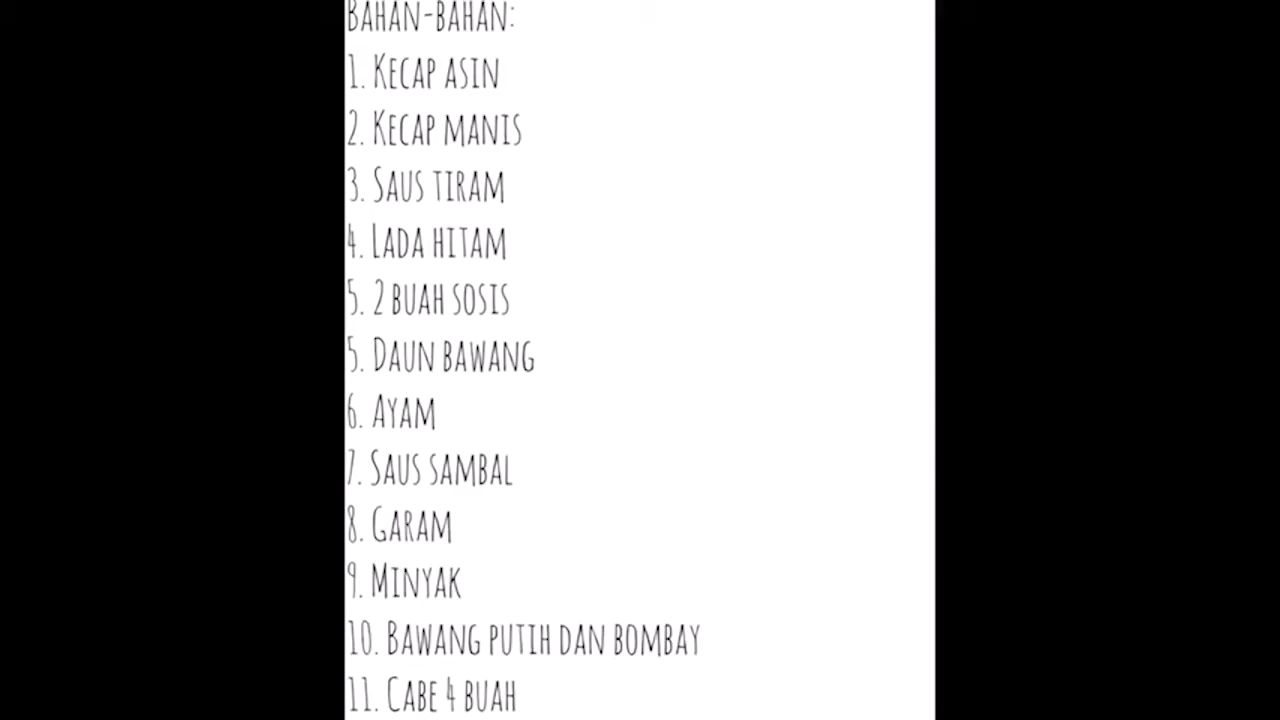 BAHAN-BAHAN:
1. KECAP ASIN
2. KECAP MANIS
3. SAUS TIRAM
4. LADA HITAM
5. 2 BUAH SOSIS
5. DAUN BAWANG
6. AYAM
7. SAUS SAMBAL
8. GARAM
9. MINYAK
10. BAWANG PUTIH DAN BOMBAY
11. CABE 4 BUAH